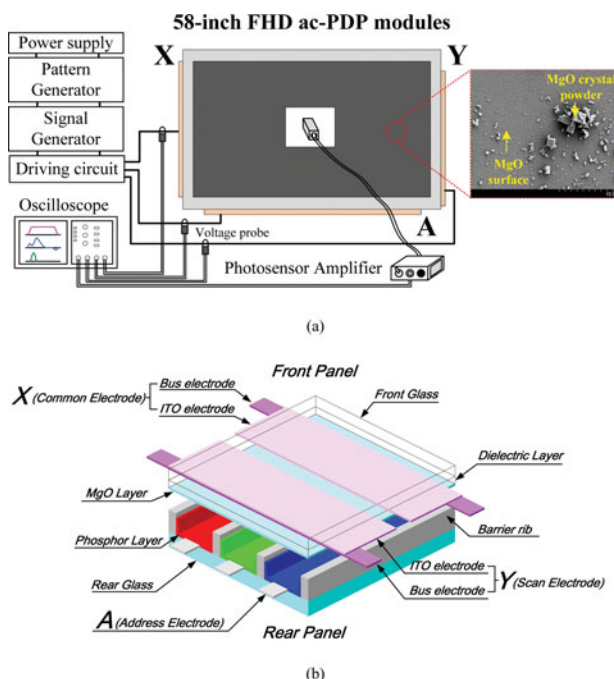 58-inch FHD ac-PDP modules
Power supply
Pattern
Generator
Signal
Generator
Driving circuit
Oscilloscope
X
Y
A
Voltage probe
Photosensor Amplifier
MgO crystal
powder
MgO
surface
(a)
Front Panel
X (Common Electrode)
Bus electrode
ITO electrode
Front Glass
Dielectric Layer
MgO Layer
Phosphor Layer
Rear Glass
Barrier rib
ITO electrode
Bus electrode
Y (Scan Electrode)
A (Address Electrode)
Rear Panel
(b)